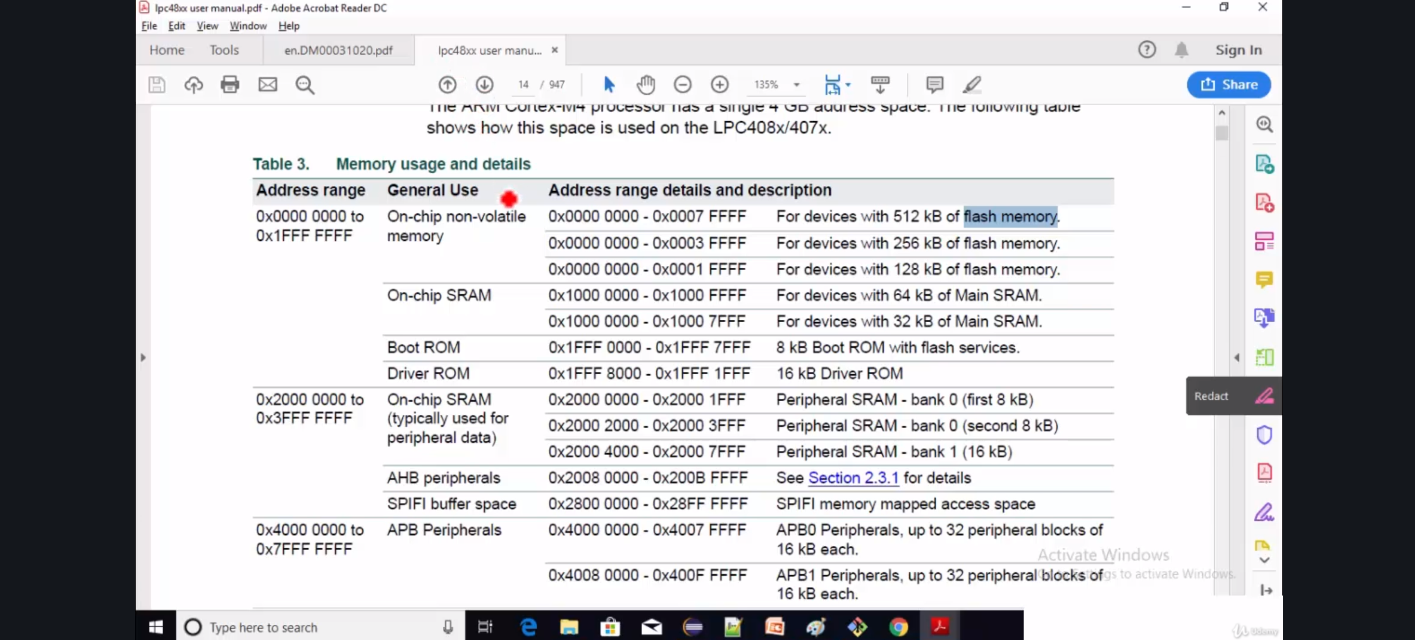 lpc48xx user manual.pdf - Adobe Acrobat Reader DC
File Edit View Window Help
Home Tools en.DM00031020.pdf lpc48xx user manu... × Sign In
14 / 947 135% Share
The ARM Cortex-M4 processor has a single 4 GB address space. The following table
shows how this space is used on the LPC408x/407x.
Table 3. Memory usage and details
Address range General Use Address range details and description
0x0000 0000 to On-chip non-volatile 0x0000 0000 - 0x0007 FFFF For devices with 512 kB of flash memory.
0x1FFF FFFF memory
0x0000 0000 - 0x0003 FFFF For devices with 256 kB of flash memory.
0x0000 0000 - 0x0001 FFFF For devices with 128 kB of flash memory.
On-chip SRAM 0x1000 0000 - 0x1000 FFFF For devices with 64 kB of Main SRAM.
0x1000 0000 - 0x1000 7FFF For devices with 32 kB of Main SRAM.
Boot ROM 0x1FFF 0000 - 0x1FFF 7FFF 8 kB Boot ROM with flash services.
Driver ROM 0x1FFF 8000 - 0x1FFF 1FFF 16 kB Driver ROM
Redact
0x2000 0000 to On-chip SRAM 0x2000 0000 - 0x2000 1FFF Peripheral SRAM - bank 0 (first 8 kB)
0x3FFF FFFF (typically used for 0x2000 2000 - 0x2000 3FFF Peripheral SRAM - bank 0 (second 8 kB)
peripheral data) 0x2000 4000 - 0x2000 7FFF Peripheral SRAM - bank 1 (16 kB)
AHB peripherals 0x2008 0000 - 0x200B FFFF See Section 2.3.1 for details
SPIFI buffer space 0x2800 0000 - 0x28FF FFFF SPIFI memory mapped access space
0x4000 0000 to APB Peripherals 0x4000 0000 - 0x4007 FFFF APB0 Peripherals, up to 32 peripheral blocks of
0x7FFF FFFF 16 kB each.
Activate Windows
0x4008 0000 - 0x400F FFFF APB1 Peripherals, up to 32 peripheral blocks of
to activate Windows.
16 kB each.
Type here to search
Udemy